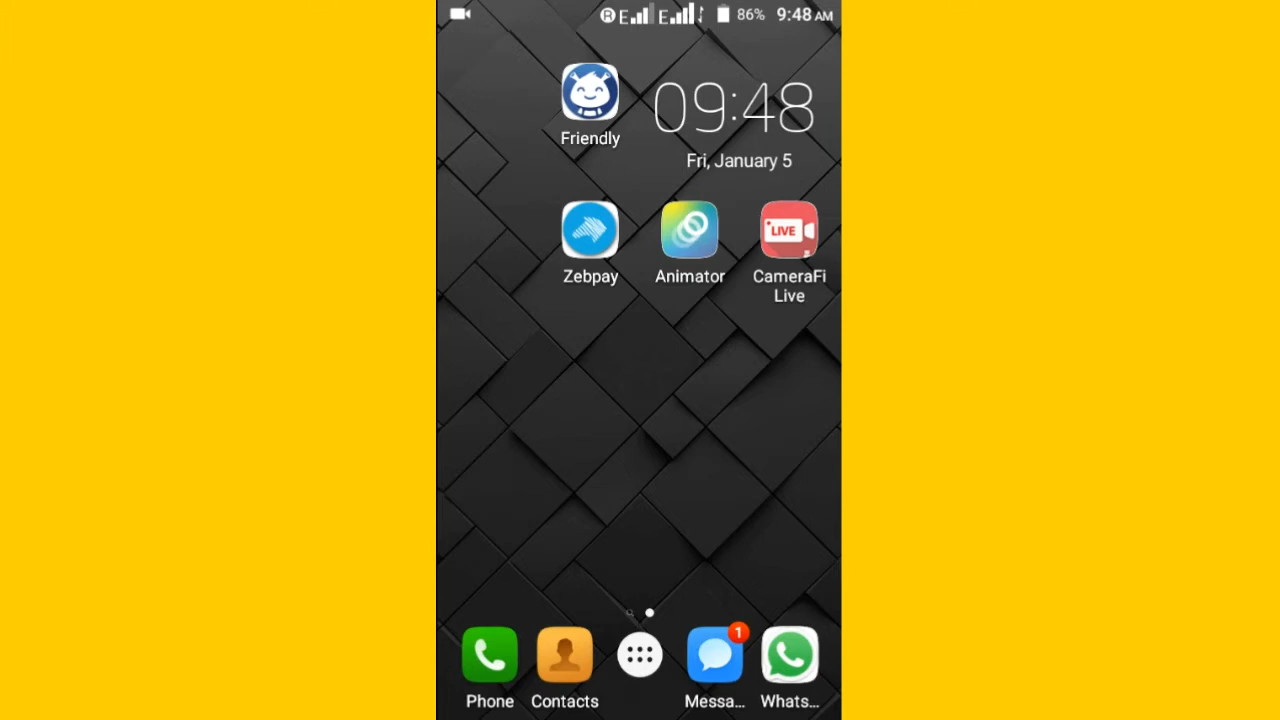 R E E 86% 9:48 AM
09:48
Fri, January 5
Friendly
LIVE
Zebpay Animator CameraFi
Live
1
Phone Contacts Messa... Whats...